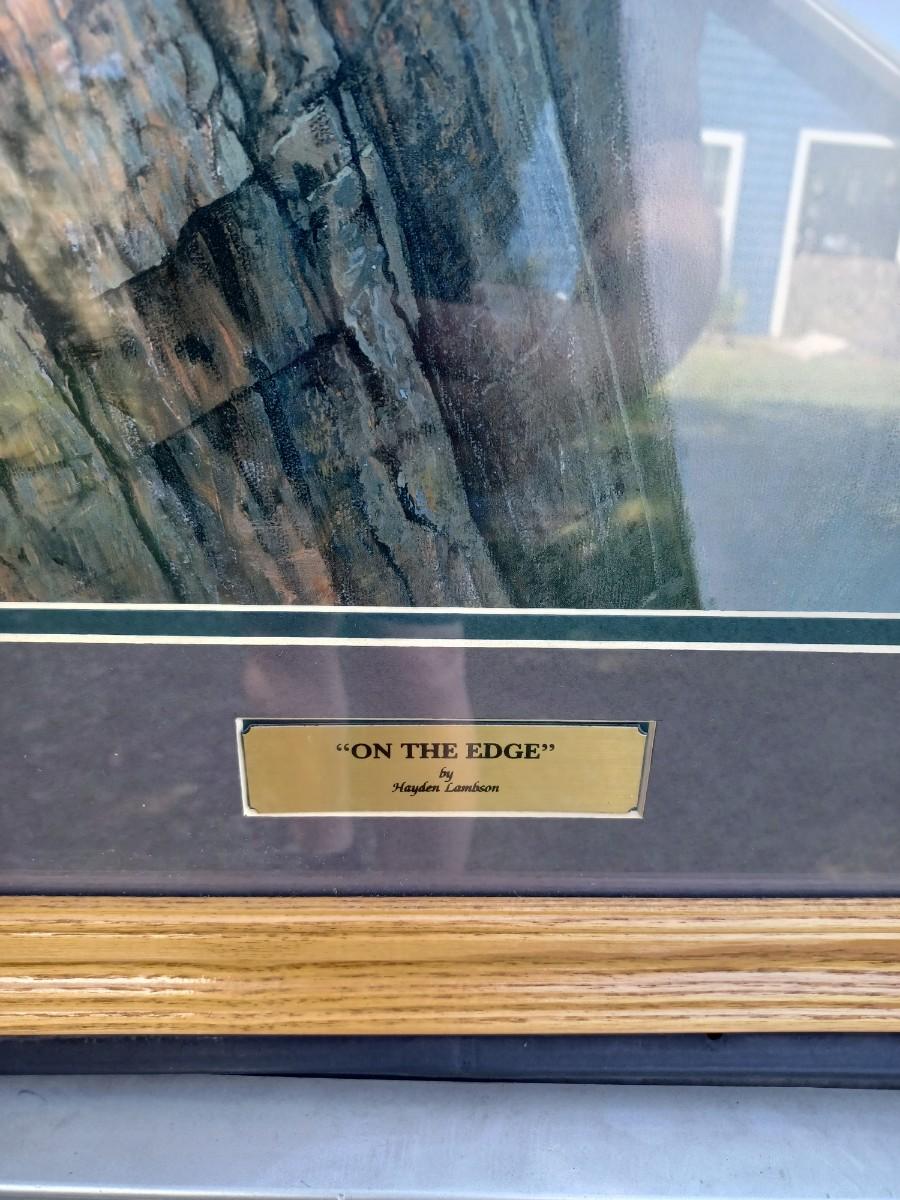 “ON THE EDGE”
by
Hayden Lambson